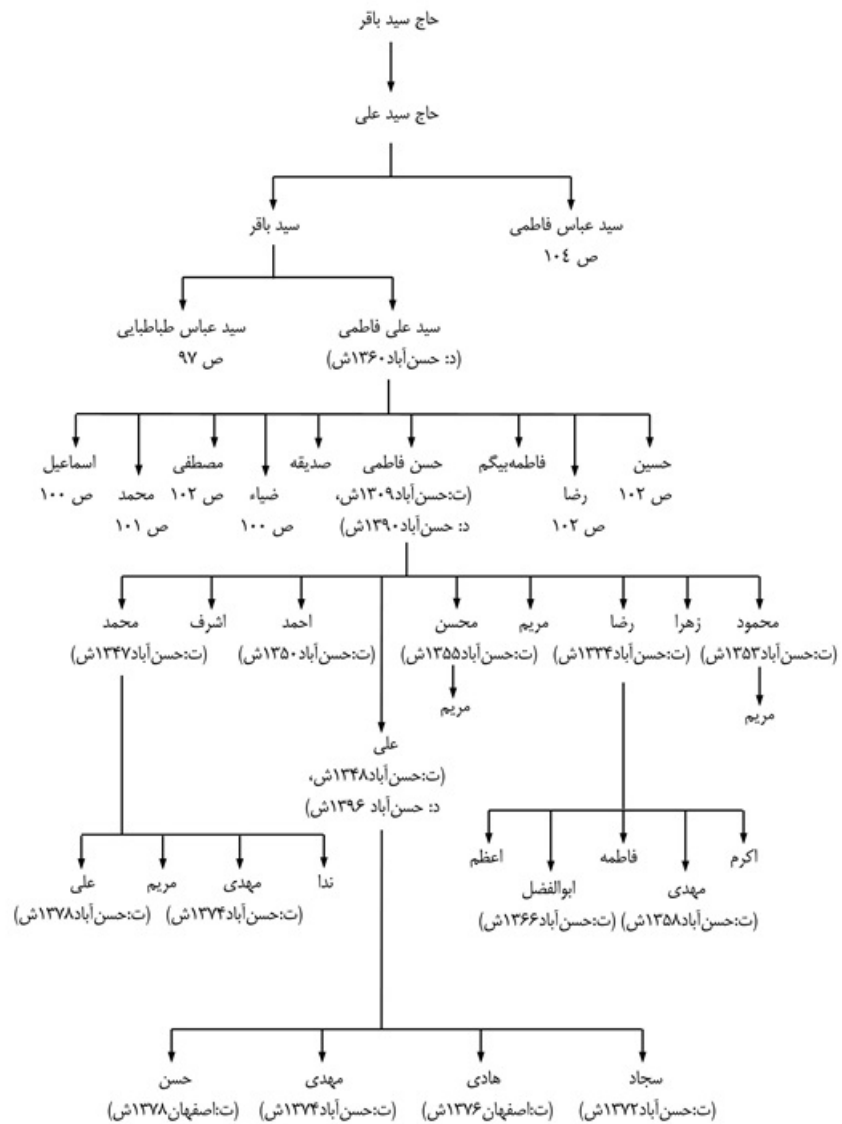 حاج سید باقر
حاج سید علی
سید عباس فاطمی
ص ١٠٤
سید باقر
سید علی فاطمی
(د: حسن‌آباد۱۳۶۰ش)
سید عباس طباطبایی
ص ۹۷
حسین
ص ۱۰۲
رضا
ص ۱۰۲
فاطمه‌بیگم
حسن فاطمی
(ت:حسن‌آباد۱۳۰۹ش،
د: حسن‌آباد۱۳۹۰ش)
صدیقه
ضیاء
ص ۱۰۰
مصطفی
ص ۱۰۲
محمد
ص ۱۰۱
اسماعیل
ص ۱۰۰
محمود
(ت:حسن‌آباد۱۳۵۳ش)
مریم
زهرا
رضا
(ت:حسن‌آباد۱۳۳۴ش)
مریم
محسن
(ت:حسن‌آباد۱۳۵۵ش)
مریم
علی
(ت:حسن‌آباد۱۳۴۸ش،
د: حسن‌آباد ۱۳۹۶ش)
احمد
(ت:حسن‌آباد۱۳۵۰ش)
اشرف
محمد
(ت:حسن‌آباد۱۳۴۷ش)
اکرم
مهدی
(ت:حسن‌آباد۱۳۵۸ش)
فاطمه
ابوالفضل
(ت:حسن‌آباد۱۳۶۶ش)
اعظم
ندا
مهدی
(ت:حسن‌آباد۱۳۷۴ش)
مریم
علی
(ت:حسن‌آباد۱۳۷۸ش)
سجاد
(ت:حسن‌آباد۱۳۷۲ش)
هادی
(ت:اصفهان۱۳۷۶ش)
مهدی
(ت:حسن‌آباد۱۳۷۴ش)
حسن
(ت:اصفهان۱۳۷۸ش)